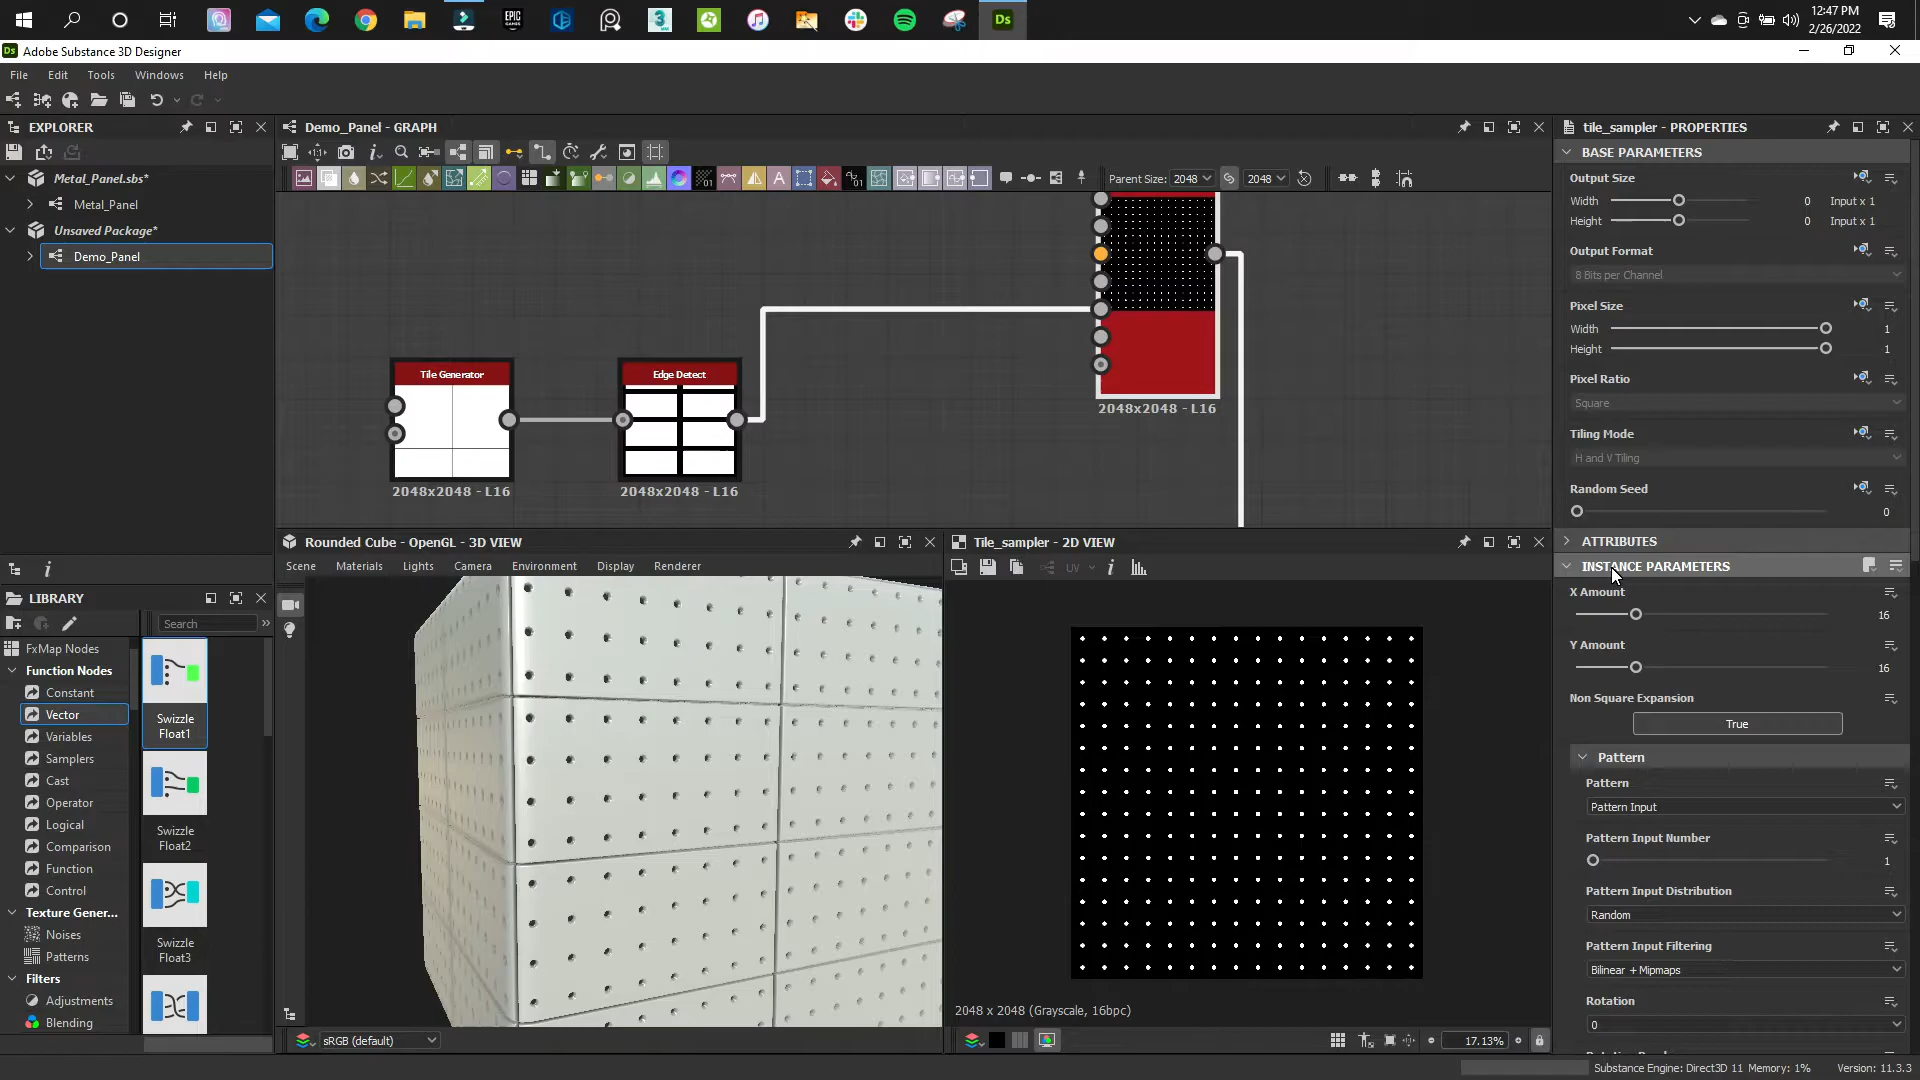 12:47 PM
2/26/2022
Ds
Ds Adobe Substance 3D Designer
File Edit Tools Windows Help
EXPLORER
Metal_Panel.sbs*
Metal_Panel
Unsaved Package*
Demo_Panel
LIBRARY
Search
FxMap Nodes
Function Nodes
Constant
Vector
Variables
Samplers
Cast
Operator
Logical
Comparison
Function
Control
Texture Gener...
Noises
Patterns
Filters
Adjustments
Blending
Swizzle
Float1
Swizzle
Float2
Swizzle
Float3
Demo_Panel - GRAPH
Parent Size: 2048 2048
Tile Generator
2048x2048 - L16
Edge Detect
2048x2048 - L16
2048x2048 - L16
Rounded Cube - OpenGL - 3D VIEW
Scene Materials Lights Camera Environment Display Renderer
sRGB (default)
Tile_sampler - 2D VIEW
UV
2048 x 2048 (Grayscale, 16bpc)
17.13%
tile_sampler - PROPERTIES
BASE PARAMETERS
Output Size
Width 0 Input x 1
Height 0 Input x 1
Output Format
8 Bits per Channel
Pixel Size
Width 1
Height 1
Pixel Ratio
Square
Tiling Mode
H and V Tiling
Random Seed
0
ATTRIBUTES
INSTANCE PARAMETERS
X Amount
16
Y Amount
16
Non Square Expansion
True
Pattern
Pattern
Pattern Input
Pattern Input Number
1
Pattern Input Distribution
Random
Pattern Input Filtering
Bilinear + Mipmaps
Rotation
0
Substance Engine: Direct3D 11 Memory: 1% Version: 11.3.3